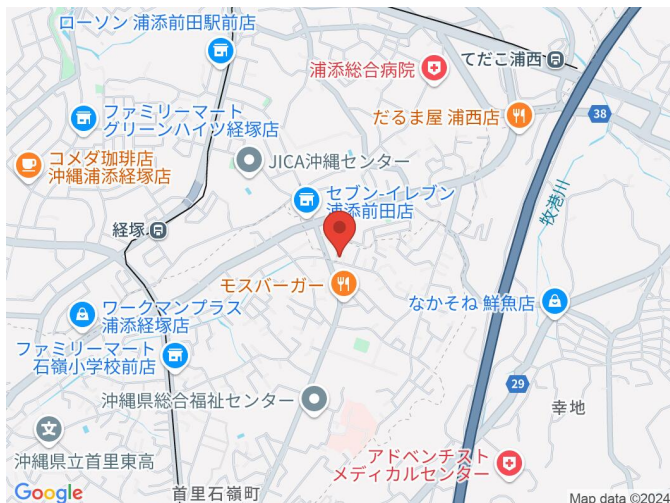 ローソン 浦添前田駅前店
浦添総合病院
てだこ浦西
ファミリーマート
グリーンハイツ経塚店
だるま屋 浦西店
38
コメダ珈琲店
沖縄浦添経塚店
JICA沖縄センター
セブン-イレブン
浦添前田店
牧港川
経塚
モスバーガー
なかそね 鮮魚店
ワークマンプラス
浦添経塚店
ファミリーマート
石嶺小学校前店
29
沖縄県総合福祉センター
幸地
沖縄県立首里東高
アドベンチスト
メディカルセンター
首里石嶺町
Google
Map data ©2024